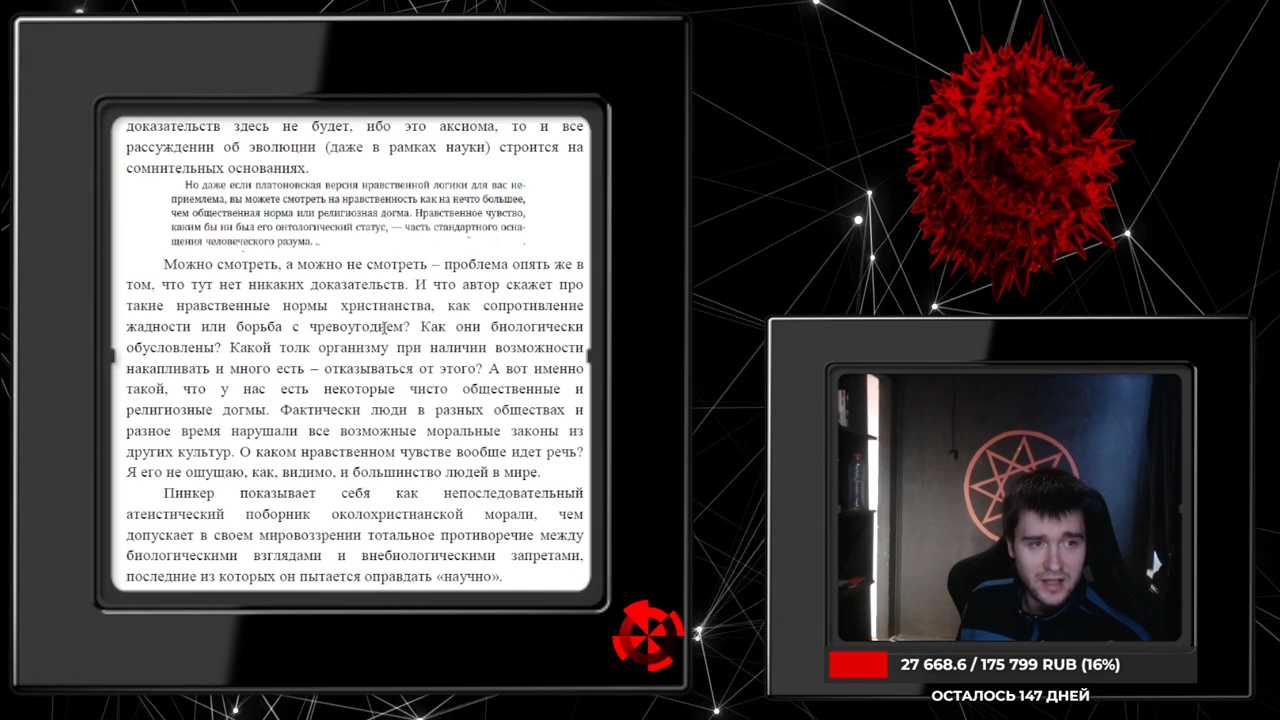 доказательств здесь не будет, ибо это аксиома, то и все
рассуждении об эволюции (даже в рамках науки) строится на
сомнительных основаниях.
Но даже если платоновская версия нравственной логики для вас не-
приемлема, вы можете смотреть на нравственность как на нечто большее,
чем общественная норма или религиозная догма. Нравственное чувство,
каким бы ни был его онтологический статус, — часть стандартного осна-
щения человеческого разума.
Можно смотреть, а можно не смотреть – проблема опять же в
том, что тут нет никаких доказательств. И что автор скажет про
такие нравственные нормы христианства, как сопротивление
жадности или борьба с чревоугодием? Как они биологически
обусловлены? Какой толк организму при наличии возможности
накапливать и много есть – отказываться от этого? А вот именно
такой, что у нас есть некоторые чисто общественные и
религиозные догмы. Фактически люди в разных обществах и
разное время нарушали все возможные моральные законы из
других культур. О каком нравственном чувстве вообще идет речь?
Я его не ощущаю, как, видимо, и большинство людей в мире.
Пинкер показывает себя как непоследовательный
атеистический поборник околохристианской морали, чем
допускает в своем мировоззрении тотальное противоречие между
биологическими взглядами и внебиологическими запретами,
последние из которых он пытается оправдать «научно».
27 668.6 / 175 799 RUB (16%)
ОСТАЛОСЬ 147 ДНЕЙ